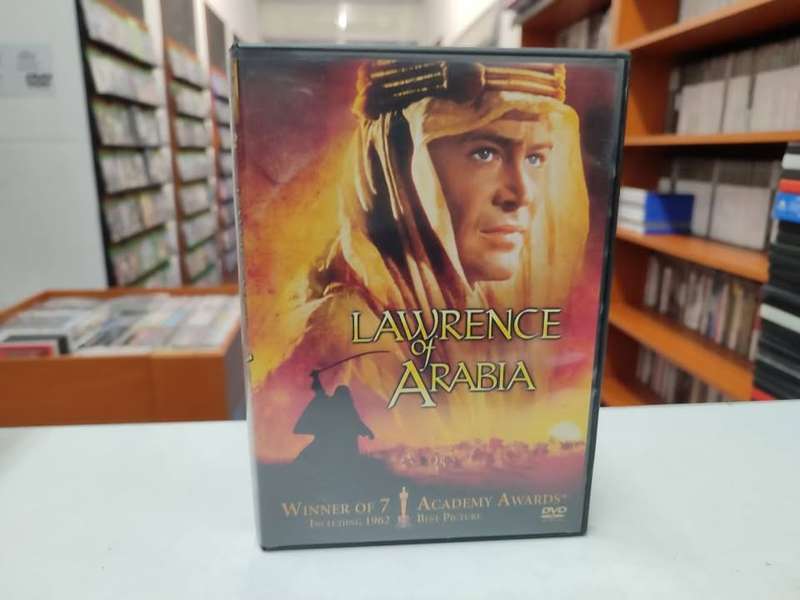 LAWRENCE
of
ARABIA
WINNER OF 7 ACADEMY AWARDS®
INCLUDING 1962 BEST PICTURE
DVD